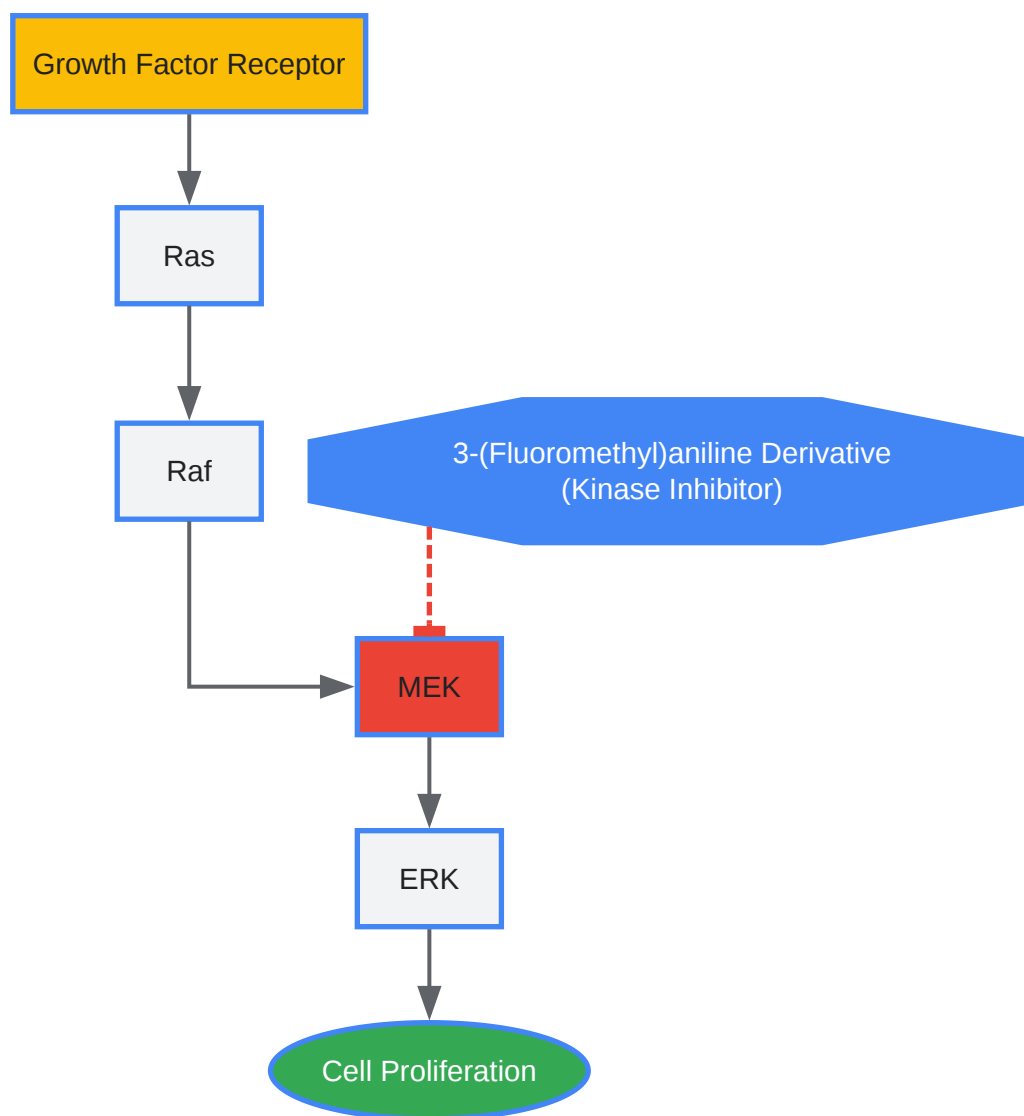 Growth Factor Receptor
Ras
Raf
3-(Fluoromethyl)aniline Derivative
(Kinase Inhibitor)
MEK
ERK
Cell Proliferation